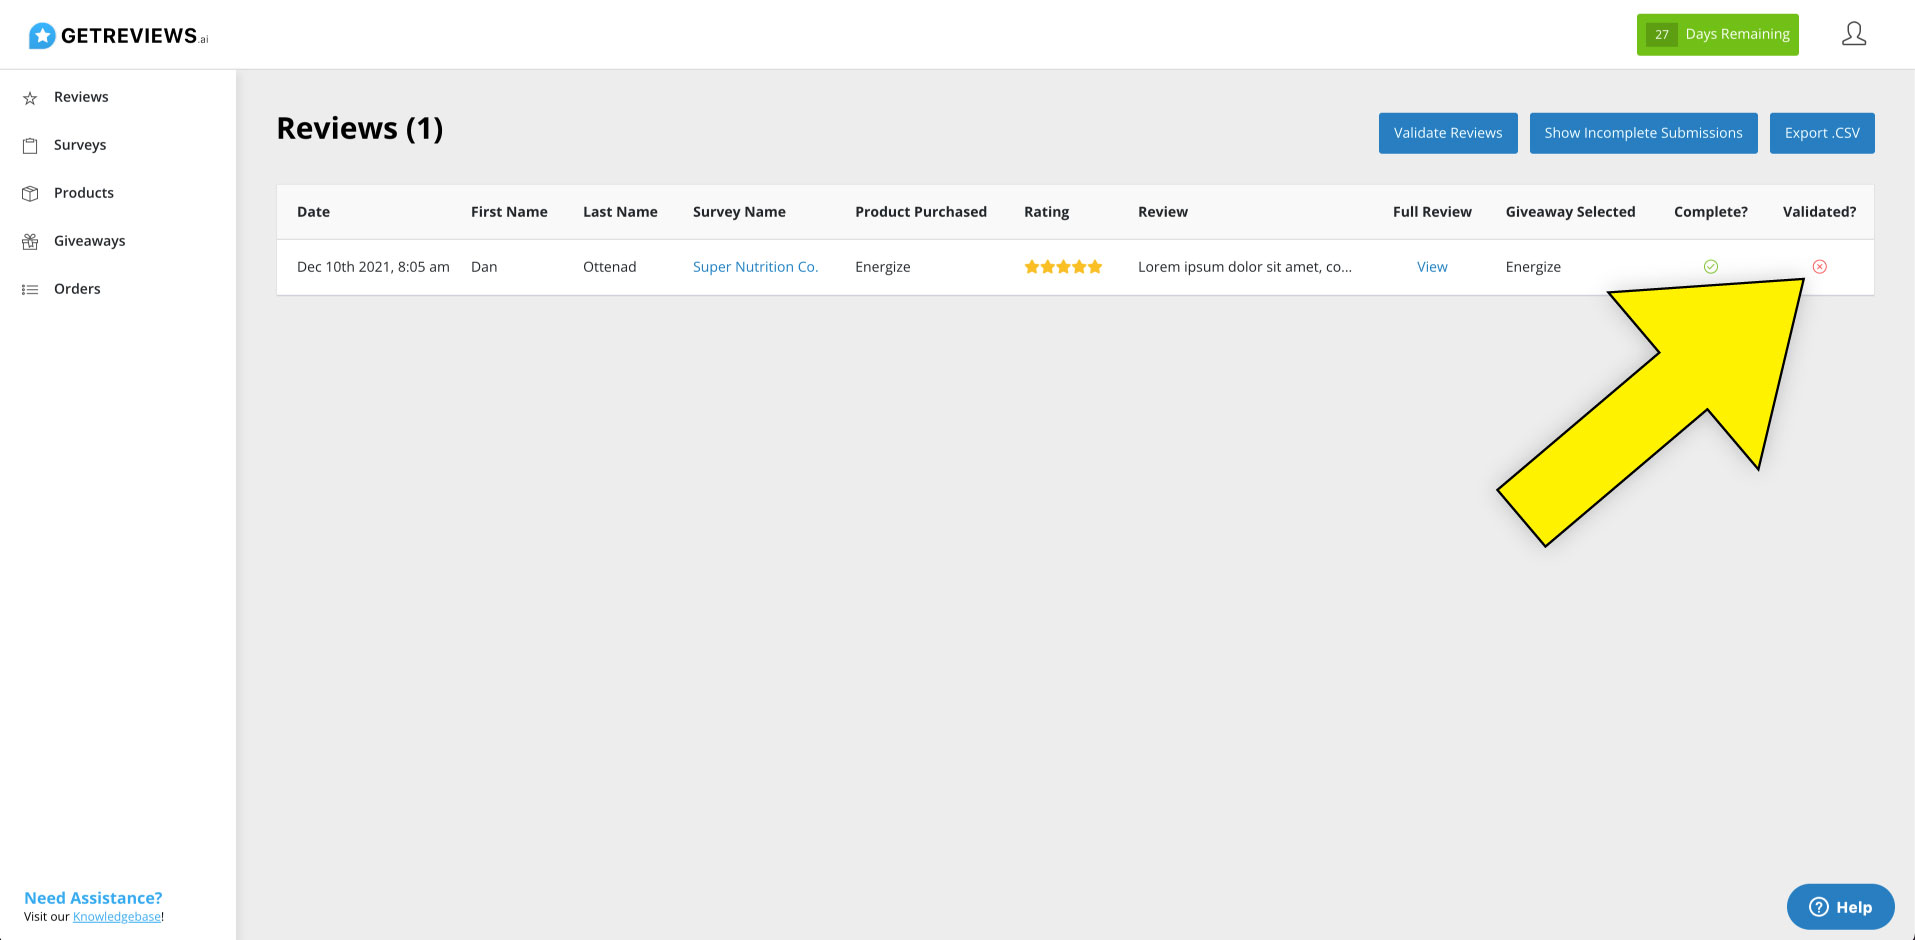 GETREVIEWS.ai
27 Days Remaining
Reviews
Surveys
Products
Giveaways
Orders
Reviews (1)
Validate Reviews
Show Incomplete Submissions
Export .CSV
Date First Name Last Name Survey Name Product Purchased Rating Review Full Review Giveaway Selected Complete? Validated?
Dec 10th 2021, 8:05 am Dan Ottenad Super Nutrition Co. Energize Lorem ipsum dolor sit amet, co... View Energize
Need Assistance?
Visit our Knowledgebase!
? Help